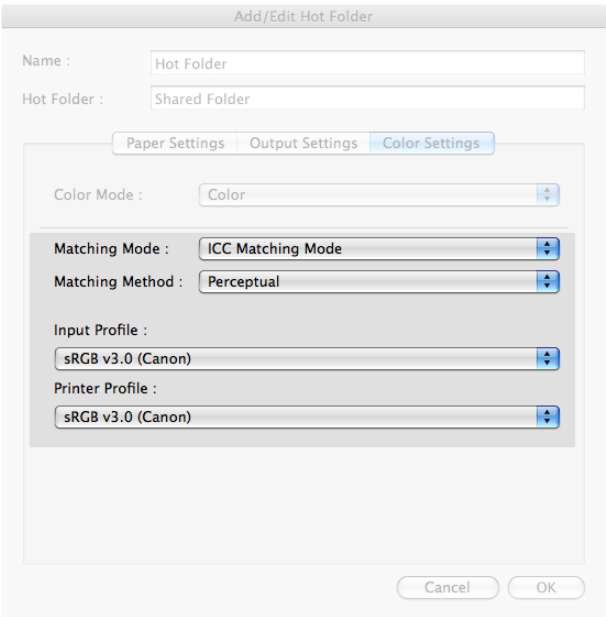 Add/Edit Hot Folder
Name : Hot Folder
Hot Folder : Shared Folder
Paper Settings Output Settings Color Settings
Color Mode : Color
Matching Mode : ICC Matching Mode
Matching Method : Perceptual
Input Profile :
sRGB v3.0 (Canon)
Printer Profile :
sRGB v3.0 (Canon)
Cancel OK